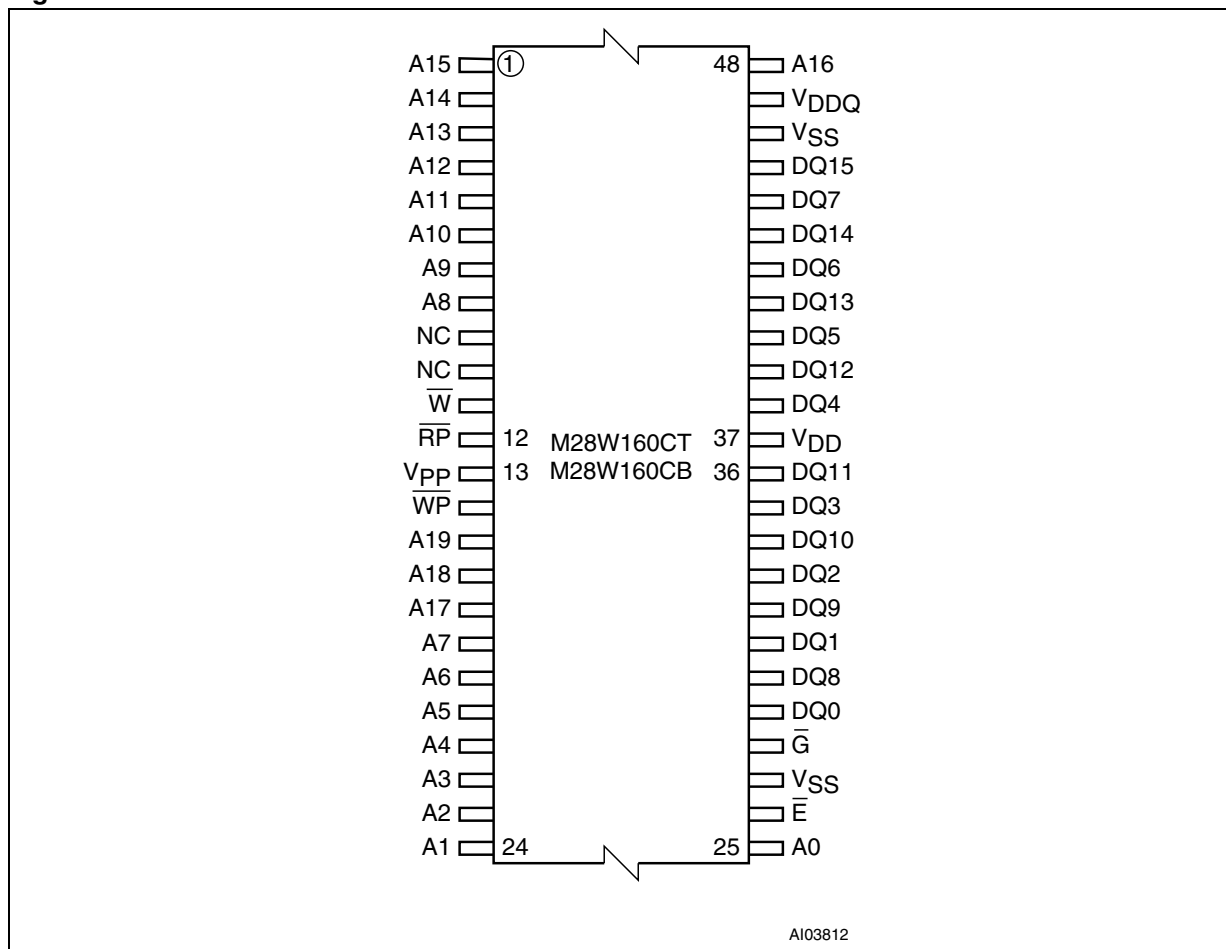 A15 1 48 A16
A14 VDDQ
A13 VSS
A12 DQ15
A11 DQ7
A10 DQ14
A9 DQ6
A8 DQ13
NC DQ5
NC DQ12
W̅ DQ4
R̅P̅ 12 M28W160CT 37 VDD
VPP 13 M28W160CB 36 DQ11
W̅P̅ DQ3
A19 DQ10
A18 DQ2
A17 DQ9
A7 DQ1
A6 DQ8
A5 DQ0
A4 G̅
A3 VSS
A2 E̅
A1 24 25 A0
AI03812